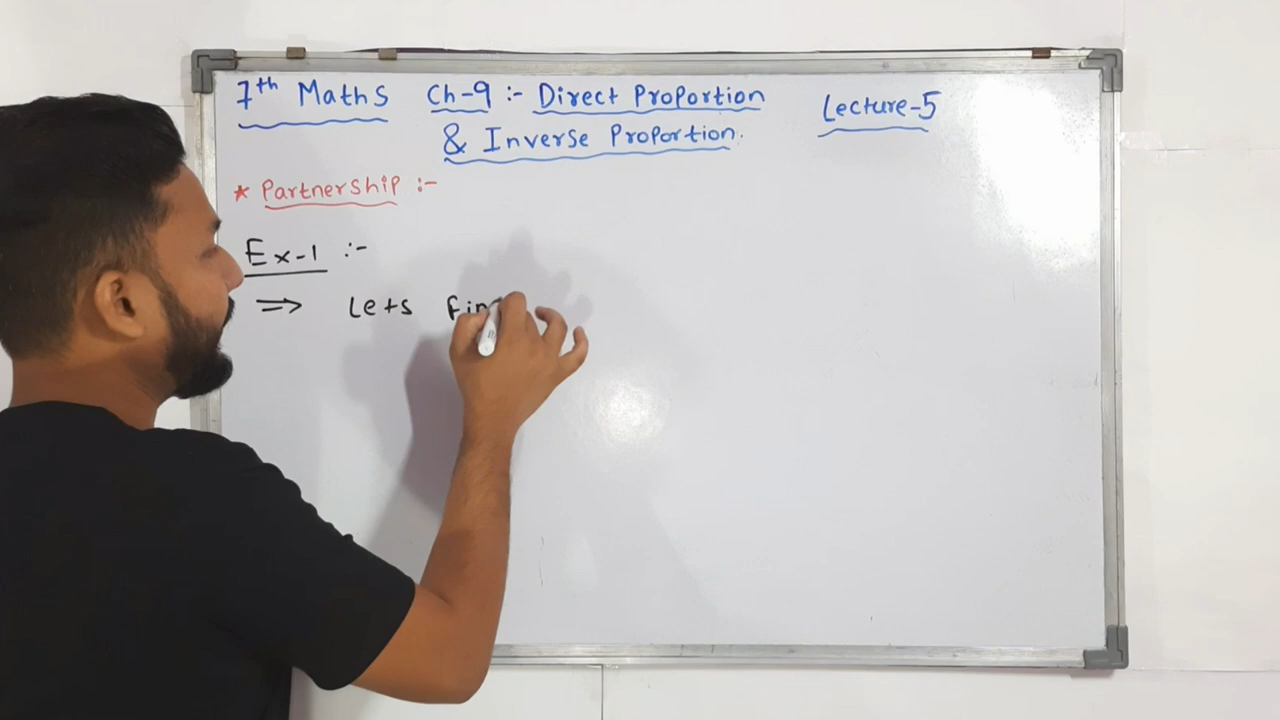 7th Maths Ch-9 :- Direct Proportion Lecture-5
& Inverse Proportion.
* Partnership :-
Ex-1 :-
⇒ Lets fin